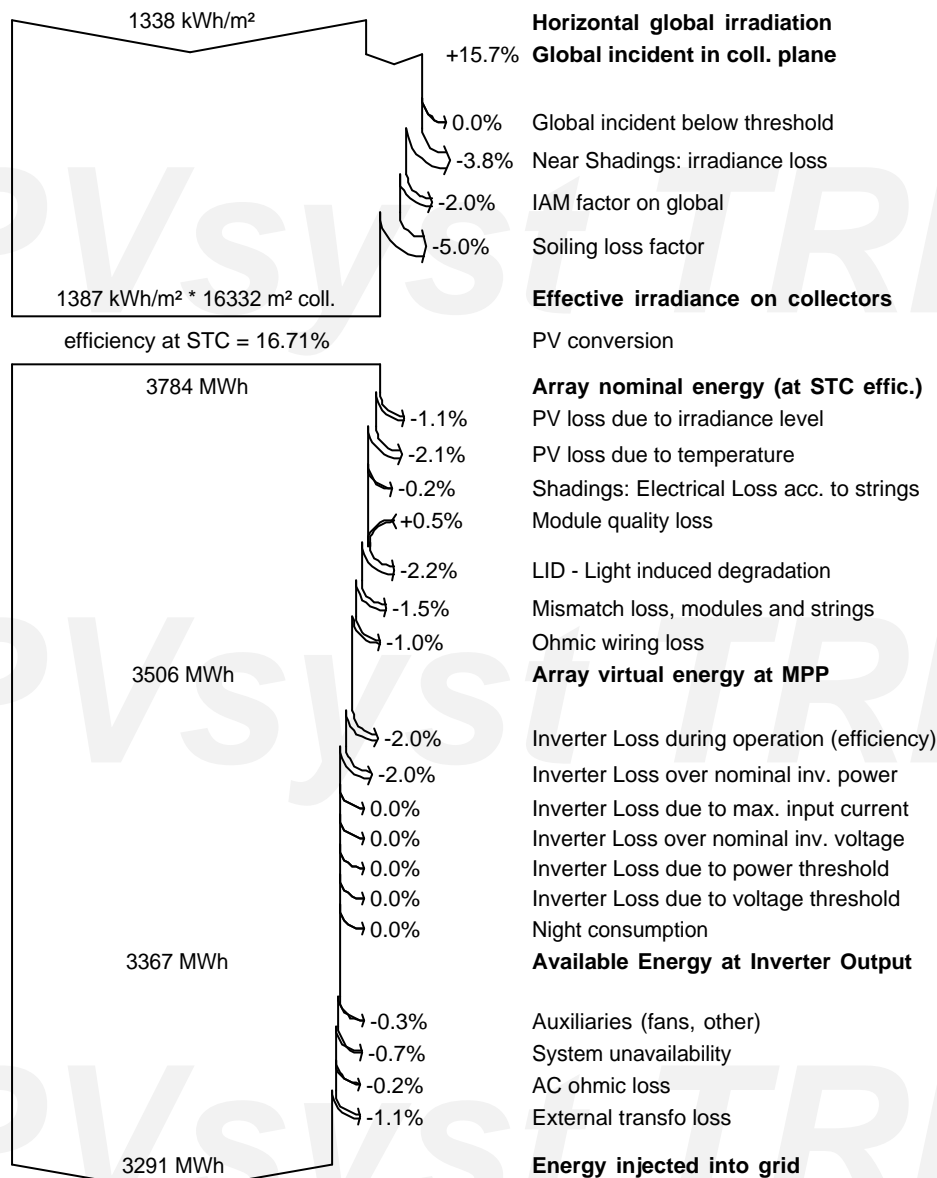 1338 kWh/m² Horizontal global irradiation
+15.7% Global incident in coll. plane
0.0% Global incident below threshold
-3.8% Near Shadings: irradiance loss
-2.0% IAM factor on global
-5.0% Soiling loss factor
1387 kWh/m² * 16332 m² coll. Effective irradiance on collectors
efficiency at STC = 16.71% PV conversion
3784 MWh Array nominal energy (at STC effic.)
-1.1% PV loss due to irradiance level
-2.1% PV loss due to temperature
-0.2% Shadings: Electrical Loss acc. to strings
+0.5% Module quality loss
-2.2% LID - Light induced degradation
-1.5% Mismatch loss, modules and strings
-1.0% Ohmic wiring loss
3506 MWh Array virtual energy at MPP
-2.0% Inverter Loss during operation (efficiency)
-2.0% Inverter Loss over nominal inv. power
0.0% Inverter Loss due to max. input current
0.0% Inverter Loss over nominal inv. voltage
0.0% Inverter Loss due to power threshold
0.0% Inverter Loss due to voltage threshold
0.0% Night consumption
3367 MWh Available Energy at Inverter Output
-0.3% Auxiliaries (fans, other)
-0.7% System unavailability
-0.2% AC ohmic loss
-1.1% External transfo loss
3291 MWh Energy injected into grid
PVsyst TRI
PVsyst TRI
PVsyst TRI